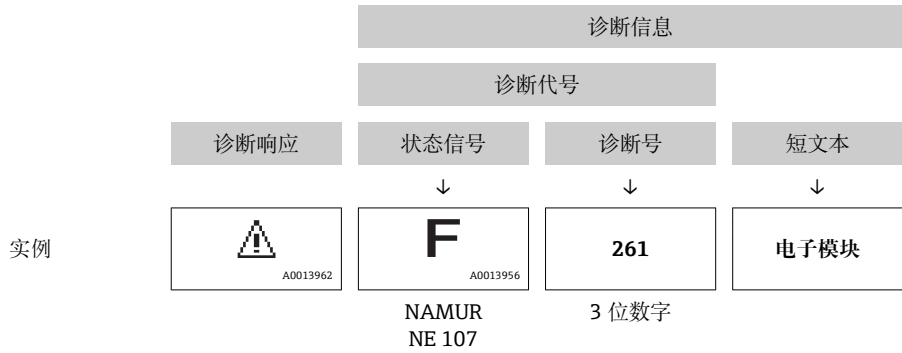 诊断信息
诊断代号
诊断响应 状态信号 诊断号 短文本
↓ ↓ ↓
实例 F 261 电子模块
A0013962 A0013956
NAMUR 3 位数字
NE 107